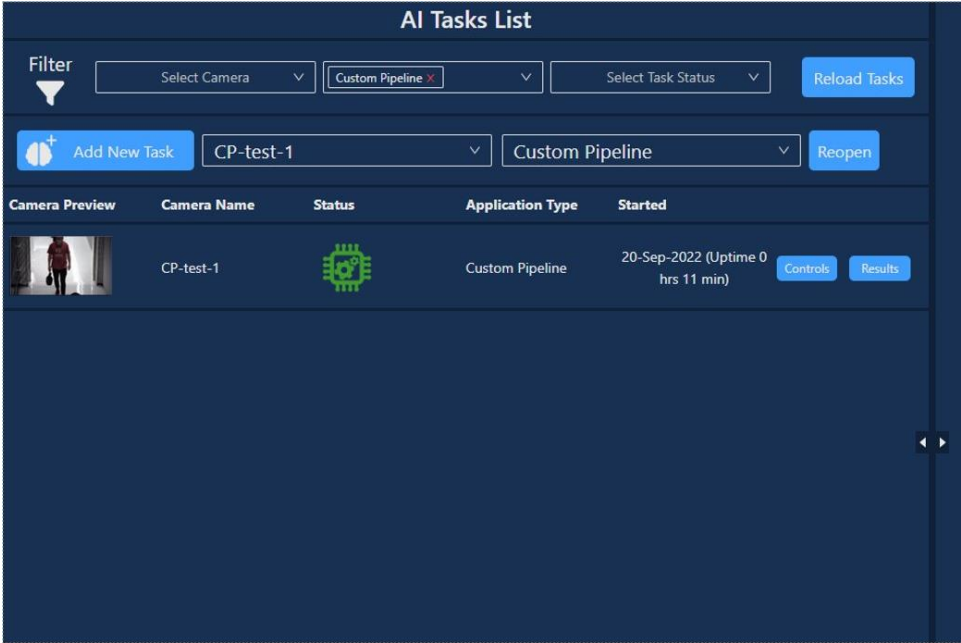 AI Tasks List
Filter
Select Camera
Custom Pipeline X
Select Task Status
Reload Tasks
Add New Task
CP-test-1
Custom Pipeline
Reopen
Camera Preview Camera Name Status Application Type Started
CP-test-1 Custom Pipeline 20-Sep-2022 (Uptime 0
hrs 11 min)
Controls
Results